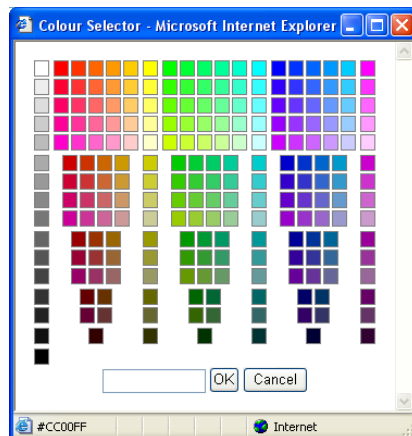 Colour Selector - Microsoft Internet Explorer
OK
Cancel
#CC00FF
Internet